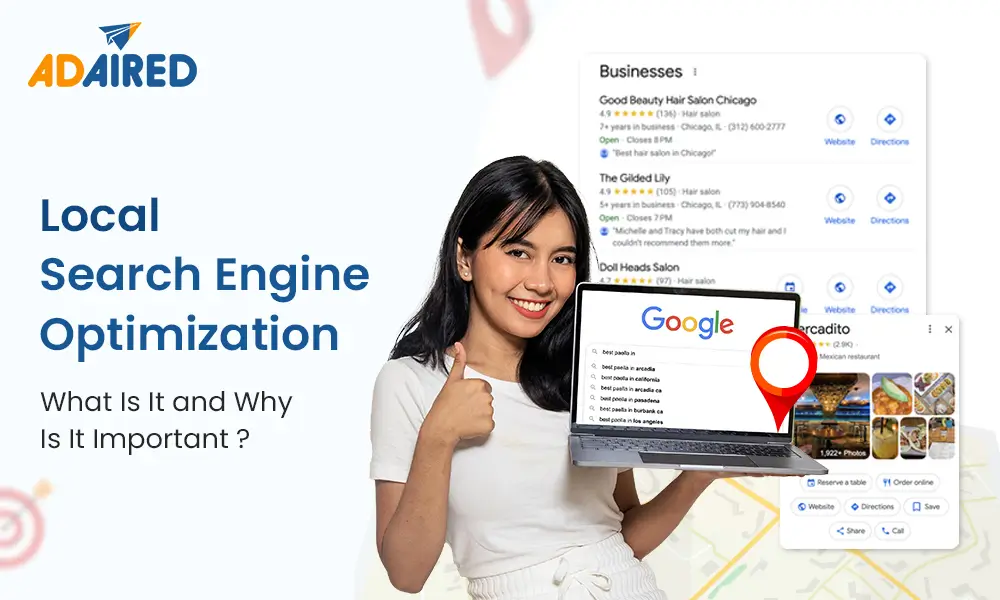 ADAIRED
Local
Search Engine
Optimization
What Is It and Why
Is It Important ?
Businesses
Good Beauty Hair Salon Chicago
4.9 (136) · Hair salon
7+ years in business · Chicago, IL · (312) 600-2777
Open · Closes 8 PM
"Best hair salon in Chicago!"
Website
Directions
The Gilded Lily
4.9 (105) · Hair salon
5+ years in business · Chicago, IL · (773) 904-8540
Open · Closes 7 PM
"Michelle and Tracy have both cut my hair and I
couldn't recommend them more."
Website
Directions
Doll Heads Salon
4.7 (97) · Hair salon
Website
Directions
Google
best paella in
best paella in arcadia
best paella in california
best paella in arcadia ca
best paella in pasadena
best paella in burbank ca
best paella in los angeles
(2.9K)
Mexican restaurant
1,922+ Photos
Reserve a table
Order online
Website
Directions
Save
Share
Call